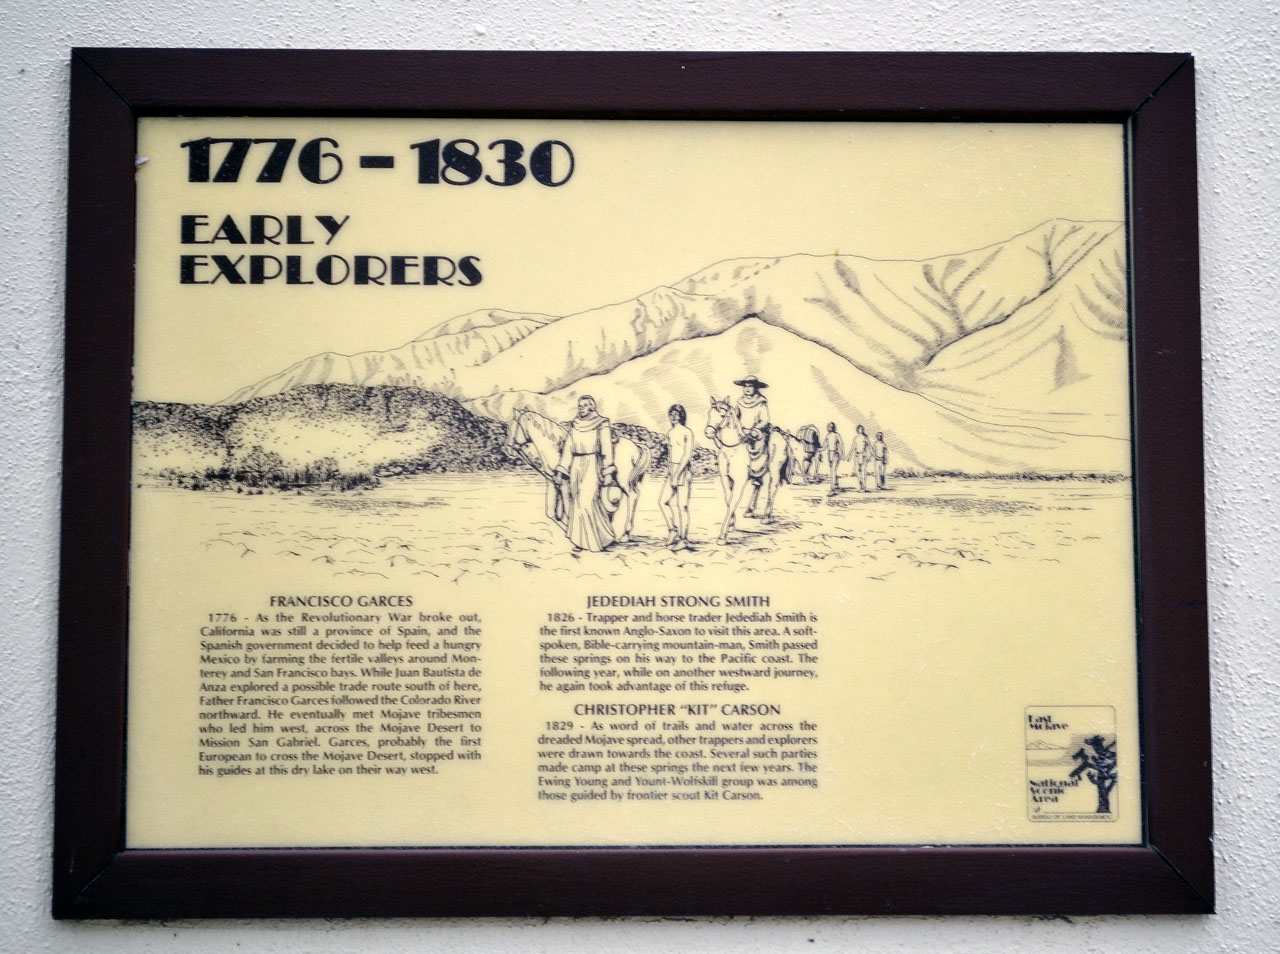 1776 – 1830
EARLY
EXPLORERS
FRANCISCO GARCES
1776 - As the Revolutionary War broke out,
California was still a province of Spain, and the
Spanish government decided to help feed a hungry
Mexico by farming the fertile valleys around Mon-
terey and San Francisco bays. While Juan Bautista de
Anza explored a possible trade route south of here,
Father Francisco Garces followed the Colorado River
northward. He eventually met Mojave tribesmen
who led him west, across the Mojave Desert to
Mission San Gabriel. Garces, probably the first
European to cross the Mojave Desert, stopped with
his guides at this dry lake on their way west.
JEDEDIAH STRONG SMITH
1826 - Trapper and horse trader Jedediah Smith is
the first known Anglo-Saxon to visit this area. A soft-
spoken, Bible-carrying mountain-man, Smith passed
these springs on his way to the Pacific coast. The
following year, while on another westward journey,
he again took advantage of this refuge.
CHRISTOPHER “KIT” CARSON
1829 - As word of trails and water across the
dreaded Mojave spread, other trappers and explorers
were drawn towards the coast. Several such parties
made camp at these springs the next few years. The
Ewing Young and Yount-Wolfskill group was among
those guided by frontier scout Kit Carson.
East
Mojave
National
Scenic
Area
BUREAU OF LAND MANAGEMENT